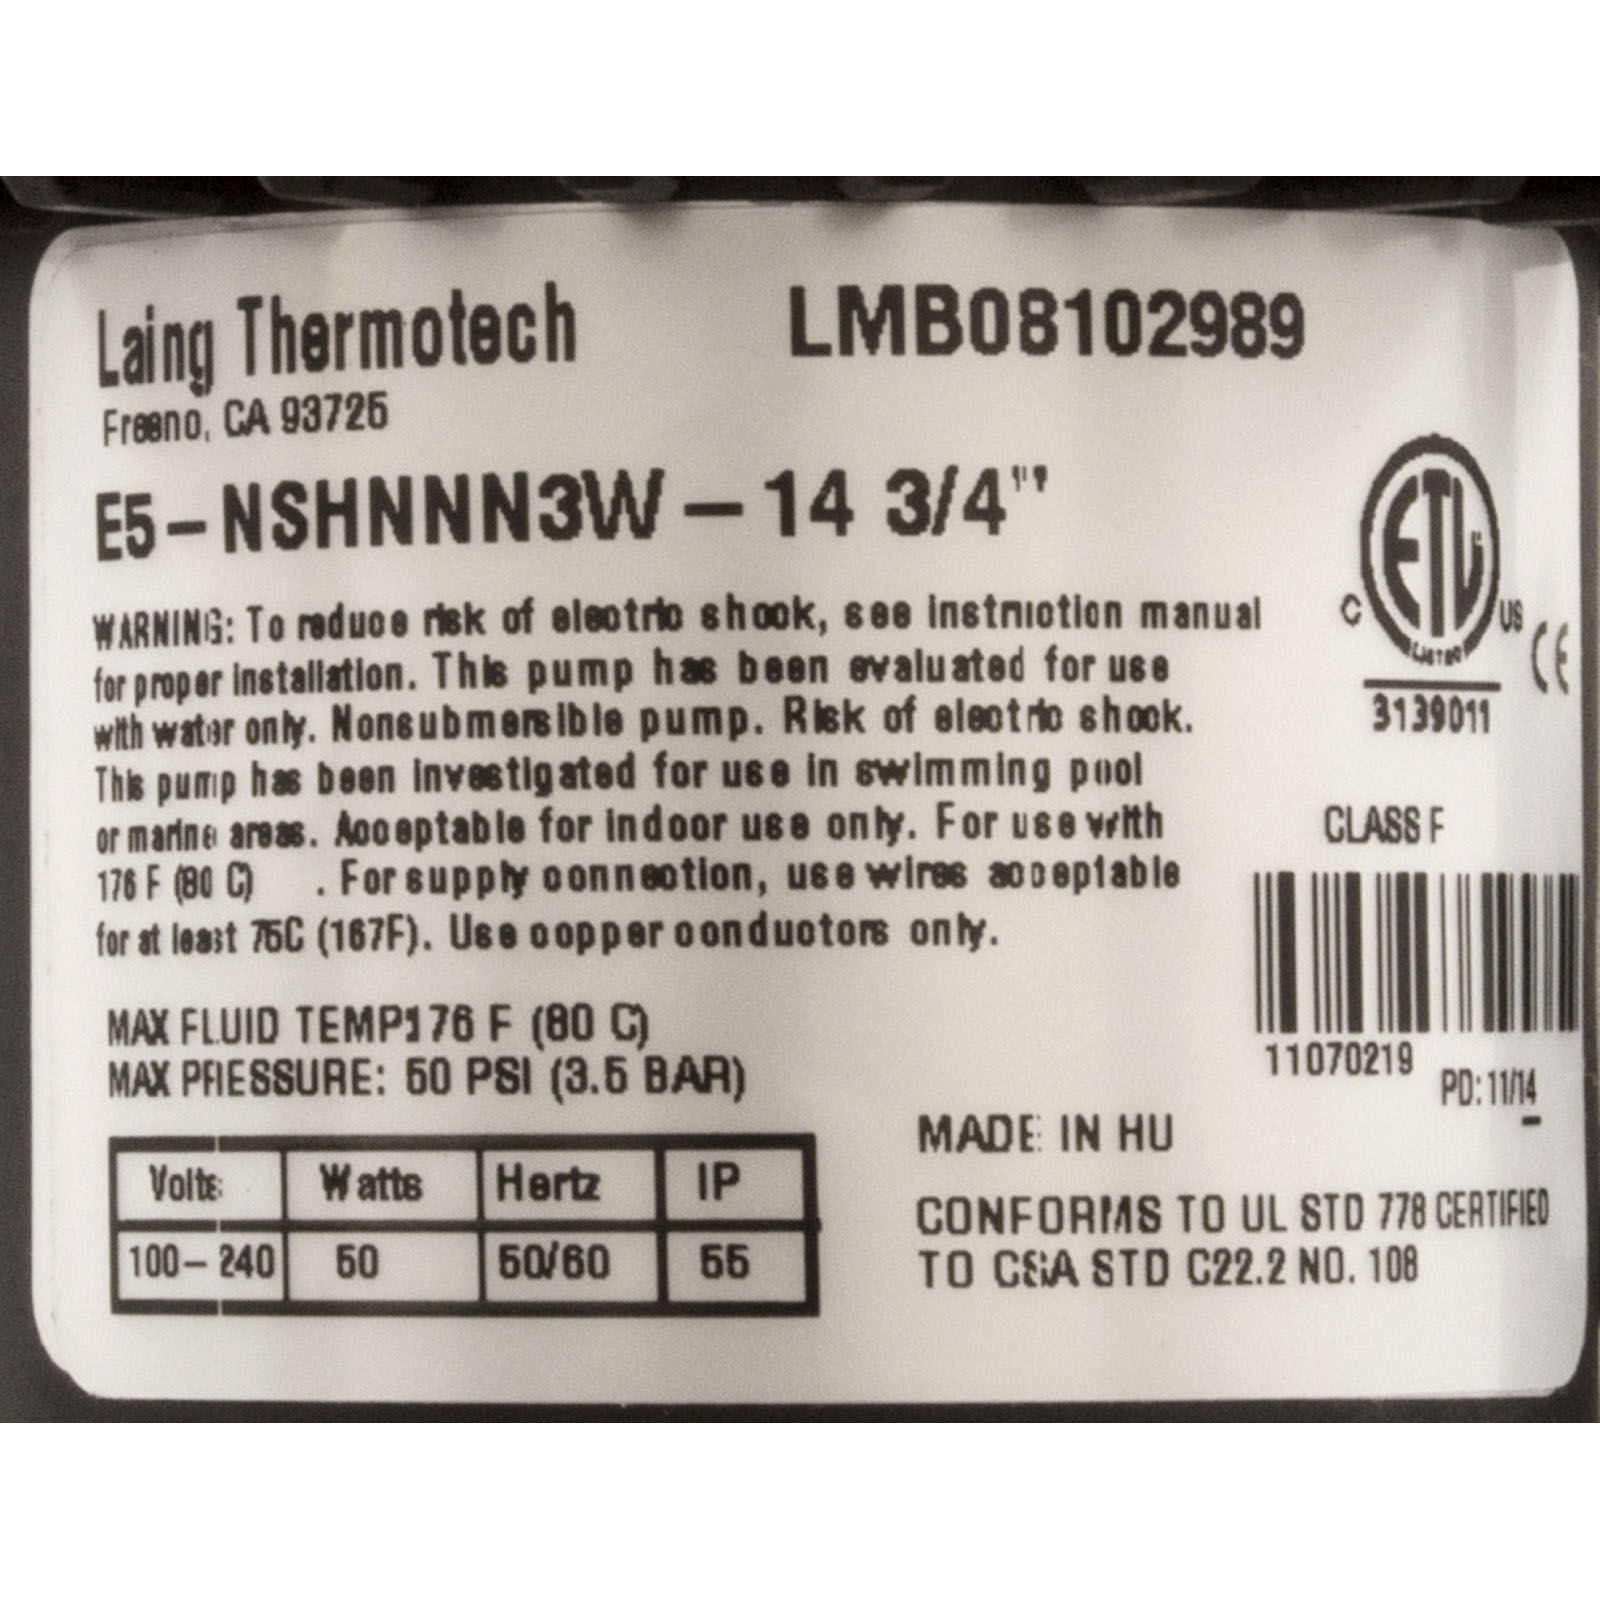 Laing Thermotech
LMB08102989
Fresno, CA 93725
E5-NSHNNN3W-14 3/4"
WARNING: To reduce risk of electric shock, see instruction manual
for proper installation. This pump has been evaluated for use
with water only. Nonsubmersible pump. Risk of electric shock.
This pump has been investigated for use in swimming pool
or marine areas. Acceptable for indoor use only. For use with
176 F (80 C) . For supply connection, use wires acceptable
for at least 75C (167F). Use copper conductors only.
ETL
C US
LISTED
CE
3139011
CLASS F
11070219
PD: 11/14
MAX FLUID TEMP:176 F (80 C)
MAX PRESSURE: 50 PSI (3.5 BAR)
Volts Watts Hertz IP
100-240 50 50/60 55
MADE IN HU
CONFORMS TO UL STD 778 CERTIFIED
TO CSA STD C22.2 NO. 108